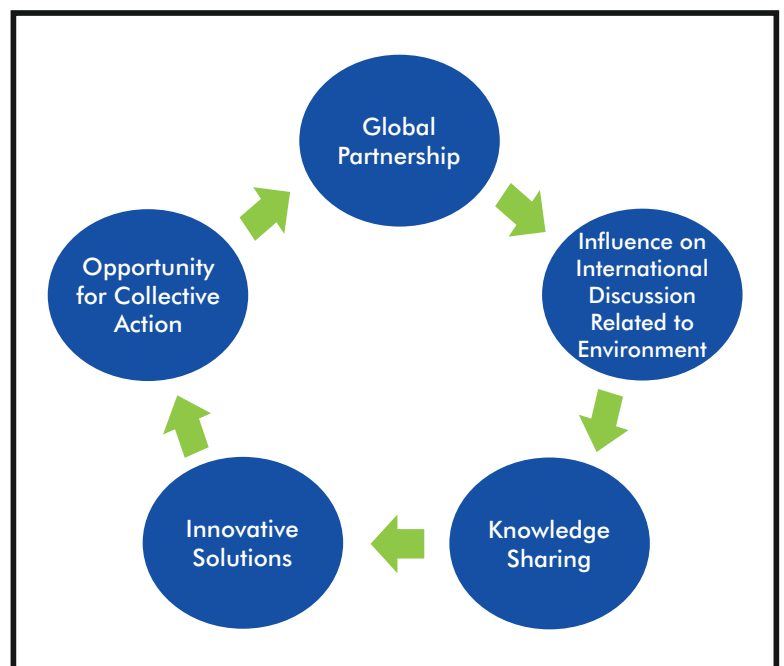 Global
Partnership
Influence on
International
Discussion
Related to
Environment
Knowledge
Sharing
Innovative
Solutions
Opportunity
for Collective
Action